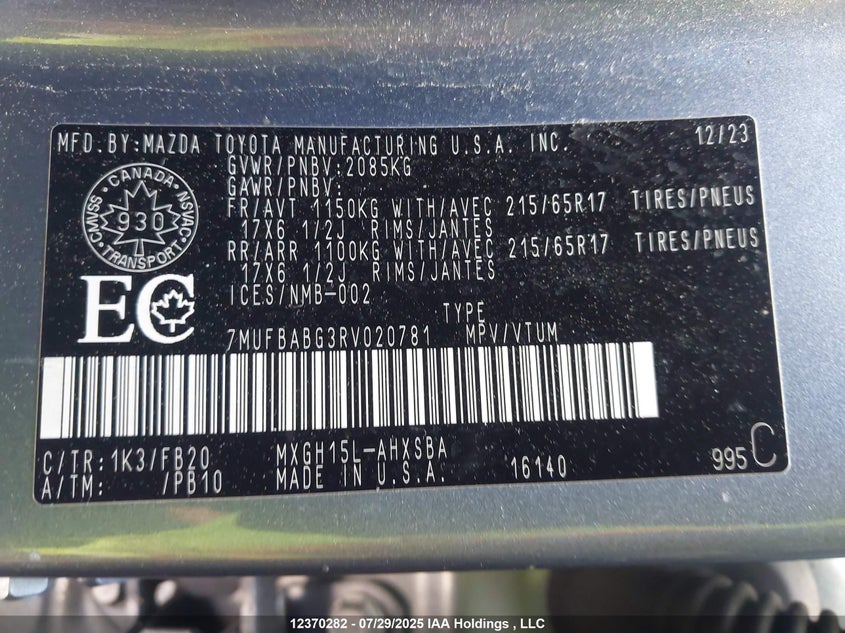 MFD.BY:MAZDA TOYOTA MANUFACTURING U.S.A. INC. 12/23
GVWR/PNBV:2085KG
GAWR/PNBV:
FR/AVT 1150KG WITH/AVEC 215/65R17 TIRES/PNEUS
17X6 1/2J RIMS/JANTES
RR/ARR 1100KG WITH/AVEC 215/65R17 TIRES/PNEUS
17X6 1/2J RIMS/JANTES
ICES/NMB-002
CANADA
CMVSS 930 NSVAC
TRANSPORT
EC
TYPE
7MUFBABG3RV020781 MPV/VTUM
C/TR:1K3/FB20 MXGH15L-AHXSBA
A/TM: /PB10 MADE IN U.S.A. 16140 995C
12370282 - 07/29/2025 IAA Holdings , LLC